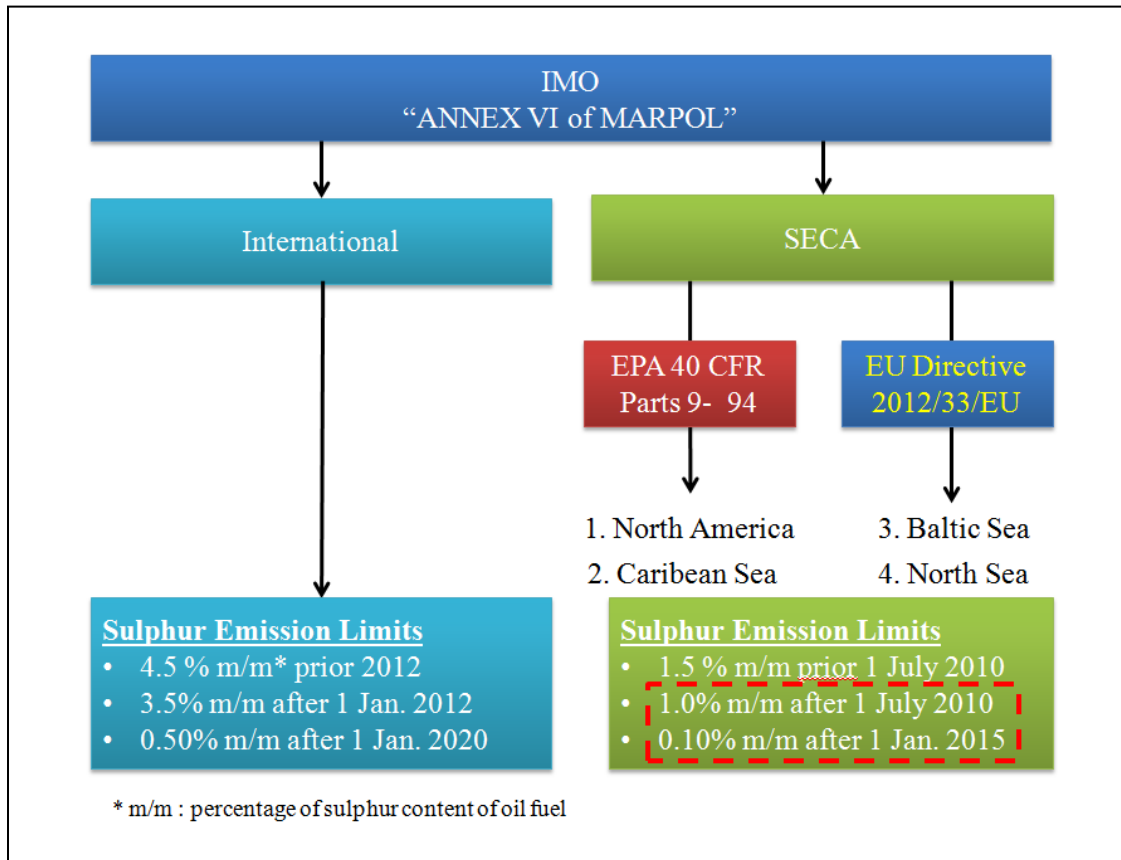 IMO
“ANNEX VI of MARPOL”
International
SECA
EPA 40 CFR
Parts 9- 94
EU Directive
2012/33/EU
1. North America
2. Caribean Sea
3. Baltic Sea
4. North Sea
Sulphur Emission Limits
• 4.5 % m/m* prior 2012
• 3.5% m/m after 1 Jan. 2012
• 0.50% m/m after 1 Jan. 2020
Sulphur Emission Limits
• 1.5 % m/m prior 1 July 2010
• 1.0% m/m after 1 July 2010
• 0.10% m/m after 1 Jan. 2015
* m/m : percentage of sulphur content of oil fuel